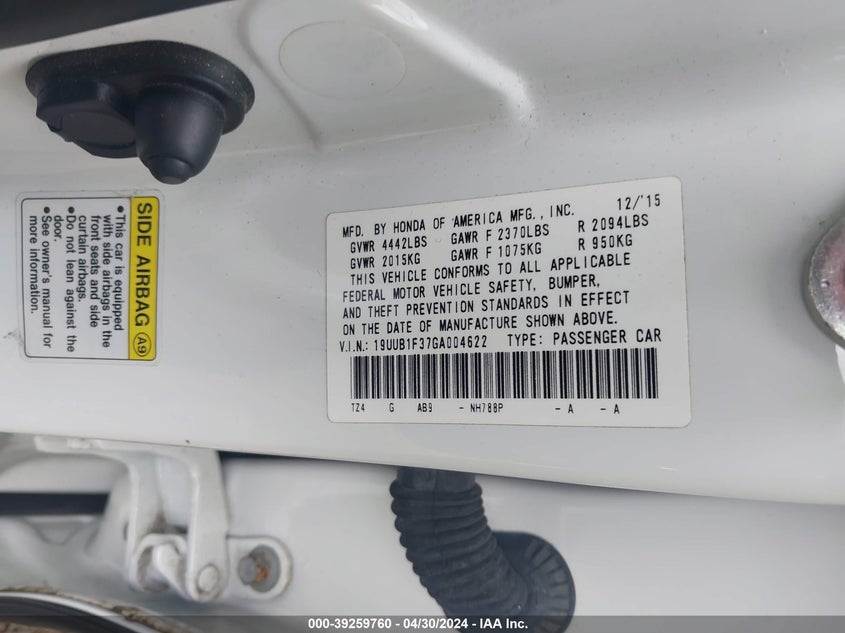 SIDE AIRBAG A9
• This car is equipped
with side airbags in the
front seats and side
curtain airbags.
• Do not lean against the
door.
• See owner's manual for
more information.
MFD. BY HONDA OF AMERICA MFG., INC. 12/'15
GVWR 4442LBS GAWR F 2370LBS R 2094LBS
GVWR 2015KG GAWR F 1075KG R 950KG
THIS VEHICLE CONFORMS TO ALL APPLICABLE
FEDERAL MOTOR VEHICLE SAFETY, BUMPER,
AND THEFT PREVENTION STANDARDS IN EFFECT
ON THE DATE OF MANUFACTURE SHOWN ABOVE.
V.I.N.: 19UUB1F37GA004622 TYPE: PASSENGER CAR
TZ4 G AB9 - NH788P - A - A
000-39259760 - 04/30/2024 - IAA Inc.